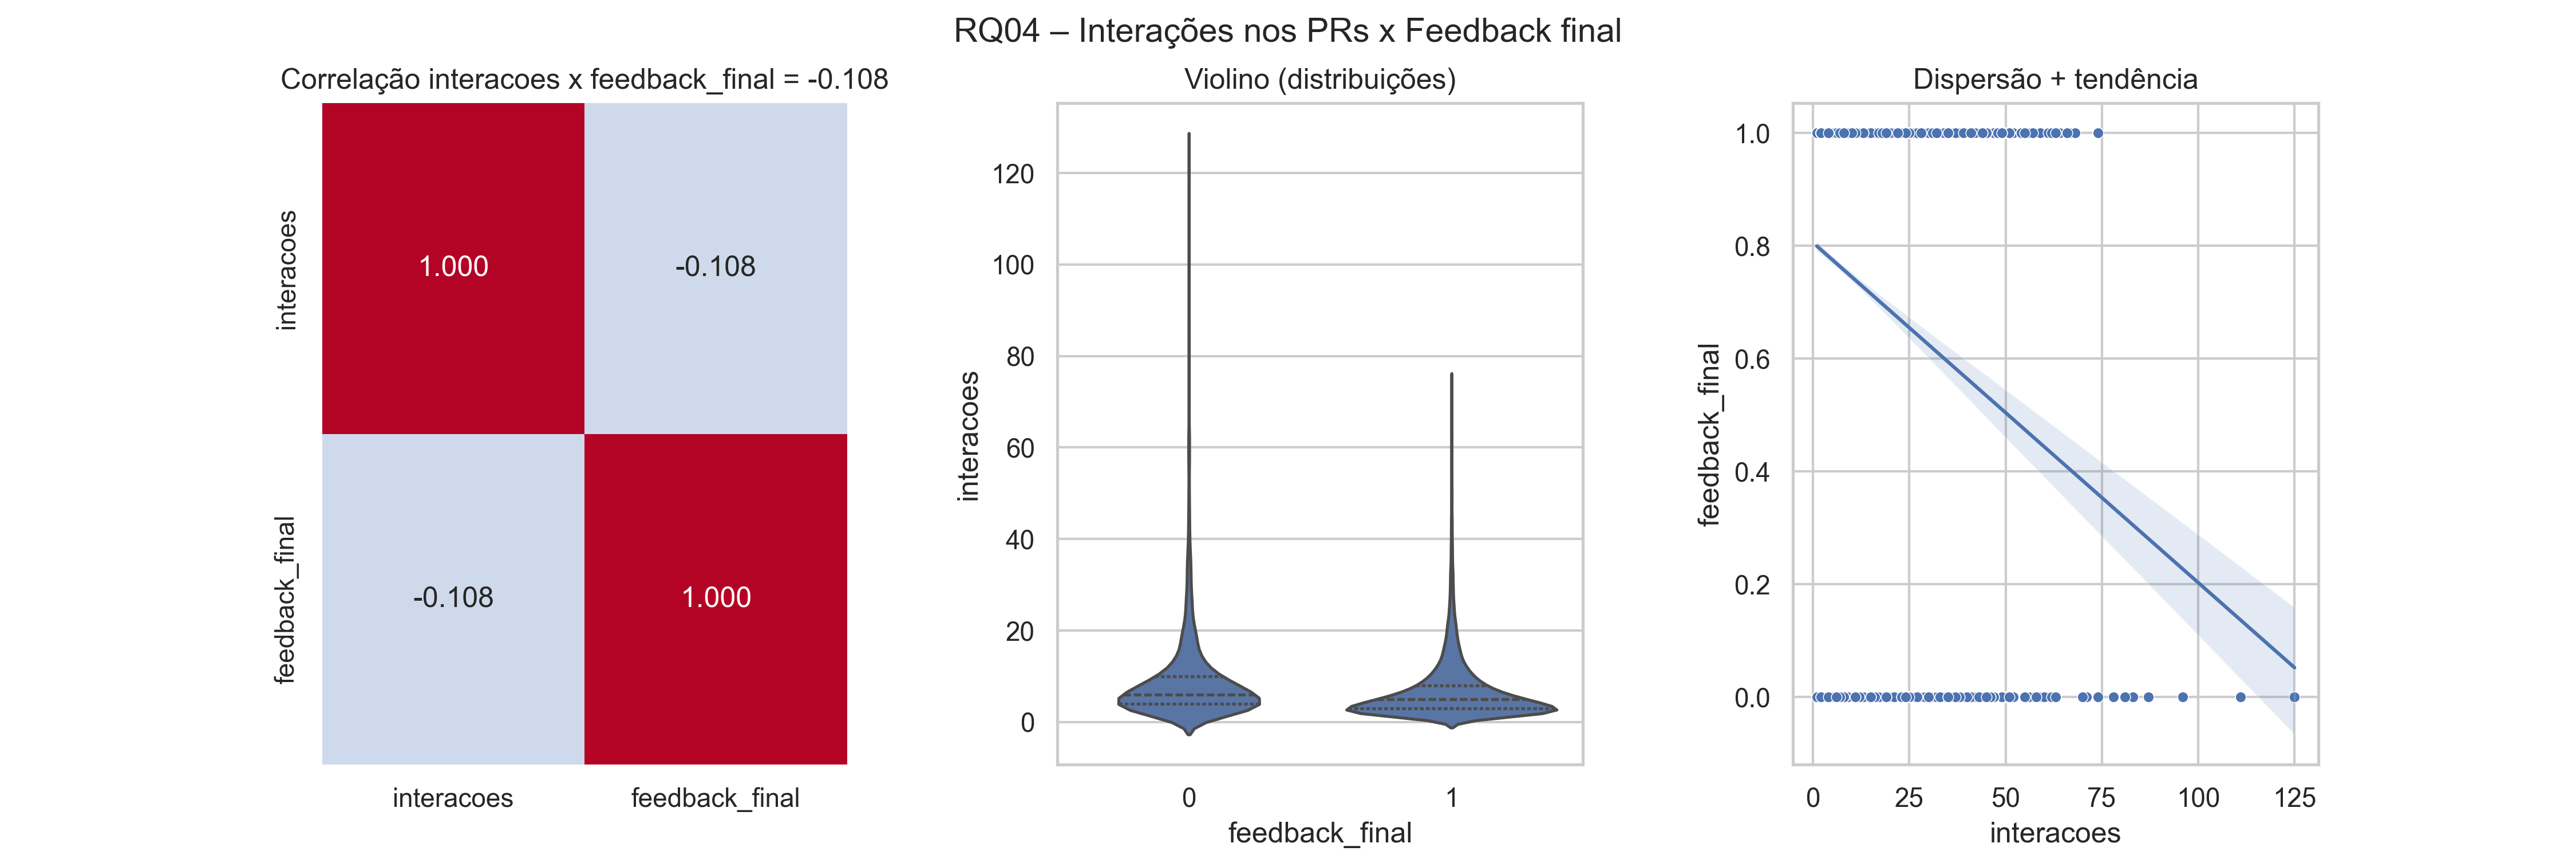 RQ04 – Interações nos PRs x Feedback final
Correlação interacoes x feedback_final = -0.108
interacoes
feedback_final
1.000
-0.108
-0.108
1.000
interacoes
feedback_final
Violino (distribuições)
interacoes
120
100
80
60
40
20
0
0
1
feedback_final
Dispersão + tendência
feedback_final
1.0
0.8
0.6
0.4
0.2
0.0
0
25
50
75
100
125
interacoes